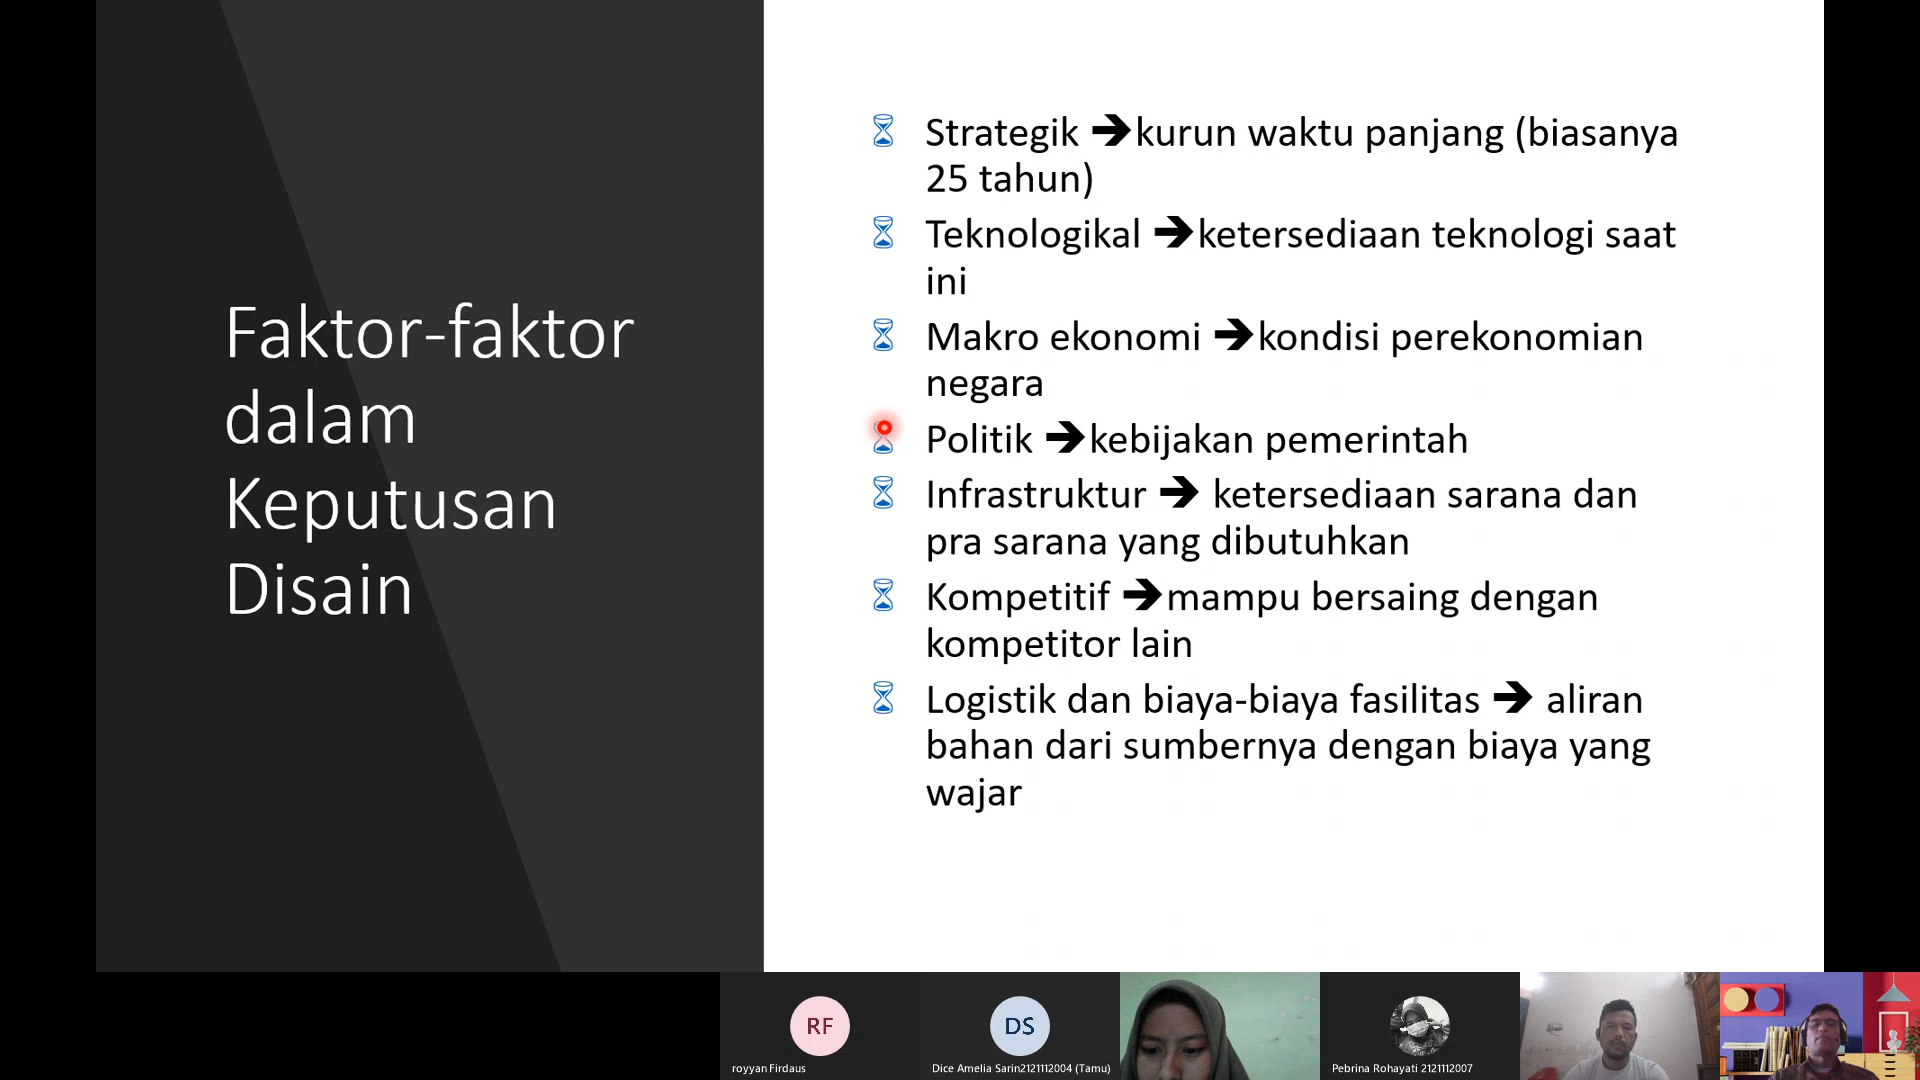 Faktor-faktor
dalam
Keputusan
Disain
Strategik ➔kurun waktu panjang (biasanya
25 tahun)
Teknologikal ➔ketersediaan teknologi saat
ini
Makro ekonomi ➔kondisi perekonomian
negara
Politik ➔kebijakan pemerintah
Infrastruktur ➔ ketersediaan sarana dan
pra sarana yang dibutuhkan
Kompetitif ➔mampu bersaing dengan
kompetitor lain
Logistik dan biaya-biaya fasilitas ➔ aliran
bahan dari sumbernya dengan biaya yang
wajar
RF
DS
royyan Firdaus
Dice Amelia Sarin2121112004 (Tamu)
Pebrina Rohayati 2121112007